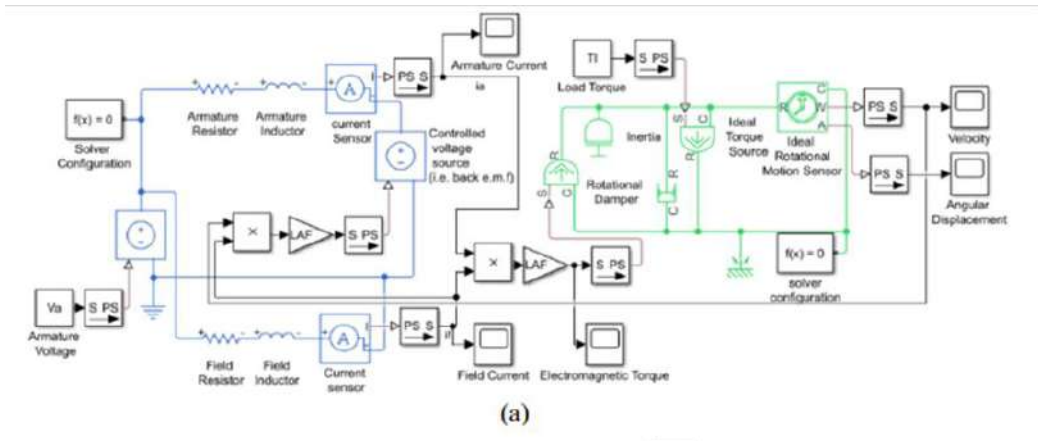 Armature Current
ia
Armature Resistor
Armature Inductor
A
current Sensor
I
PS S
f(x) = 0
Solver Configuration
Controlled voltage source (i.e. back e.m.f)
×
LAF
S PS
Va
S PS
Armature Voltage
Field Resistor
Field Inductor
A
Current sensor
I
PS S
Field Current
×
LAF
S PS
Electromagnetic Torque
Tl
S PS
Load Torque
S
C
R
Inertia
Rotational Damper
R
C
S
C
R
Ideal Torque Source
R
C
W
A
Ideal Rotational Motion Sensor
PS S
Velocity
PS S
Angular Displacement
f(x) = 0
solver configuration
(a)